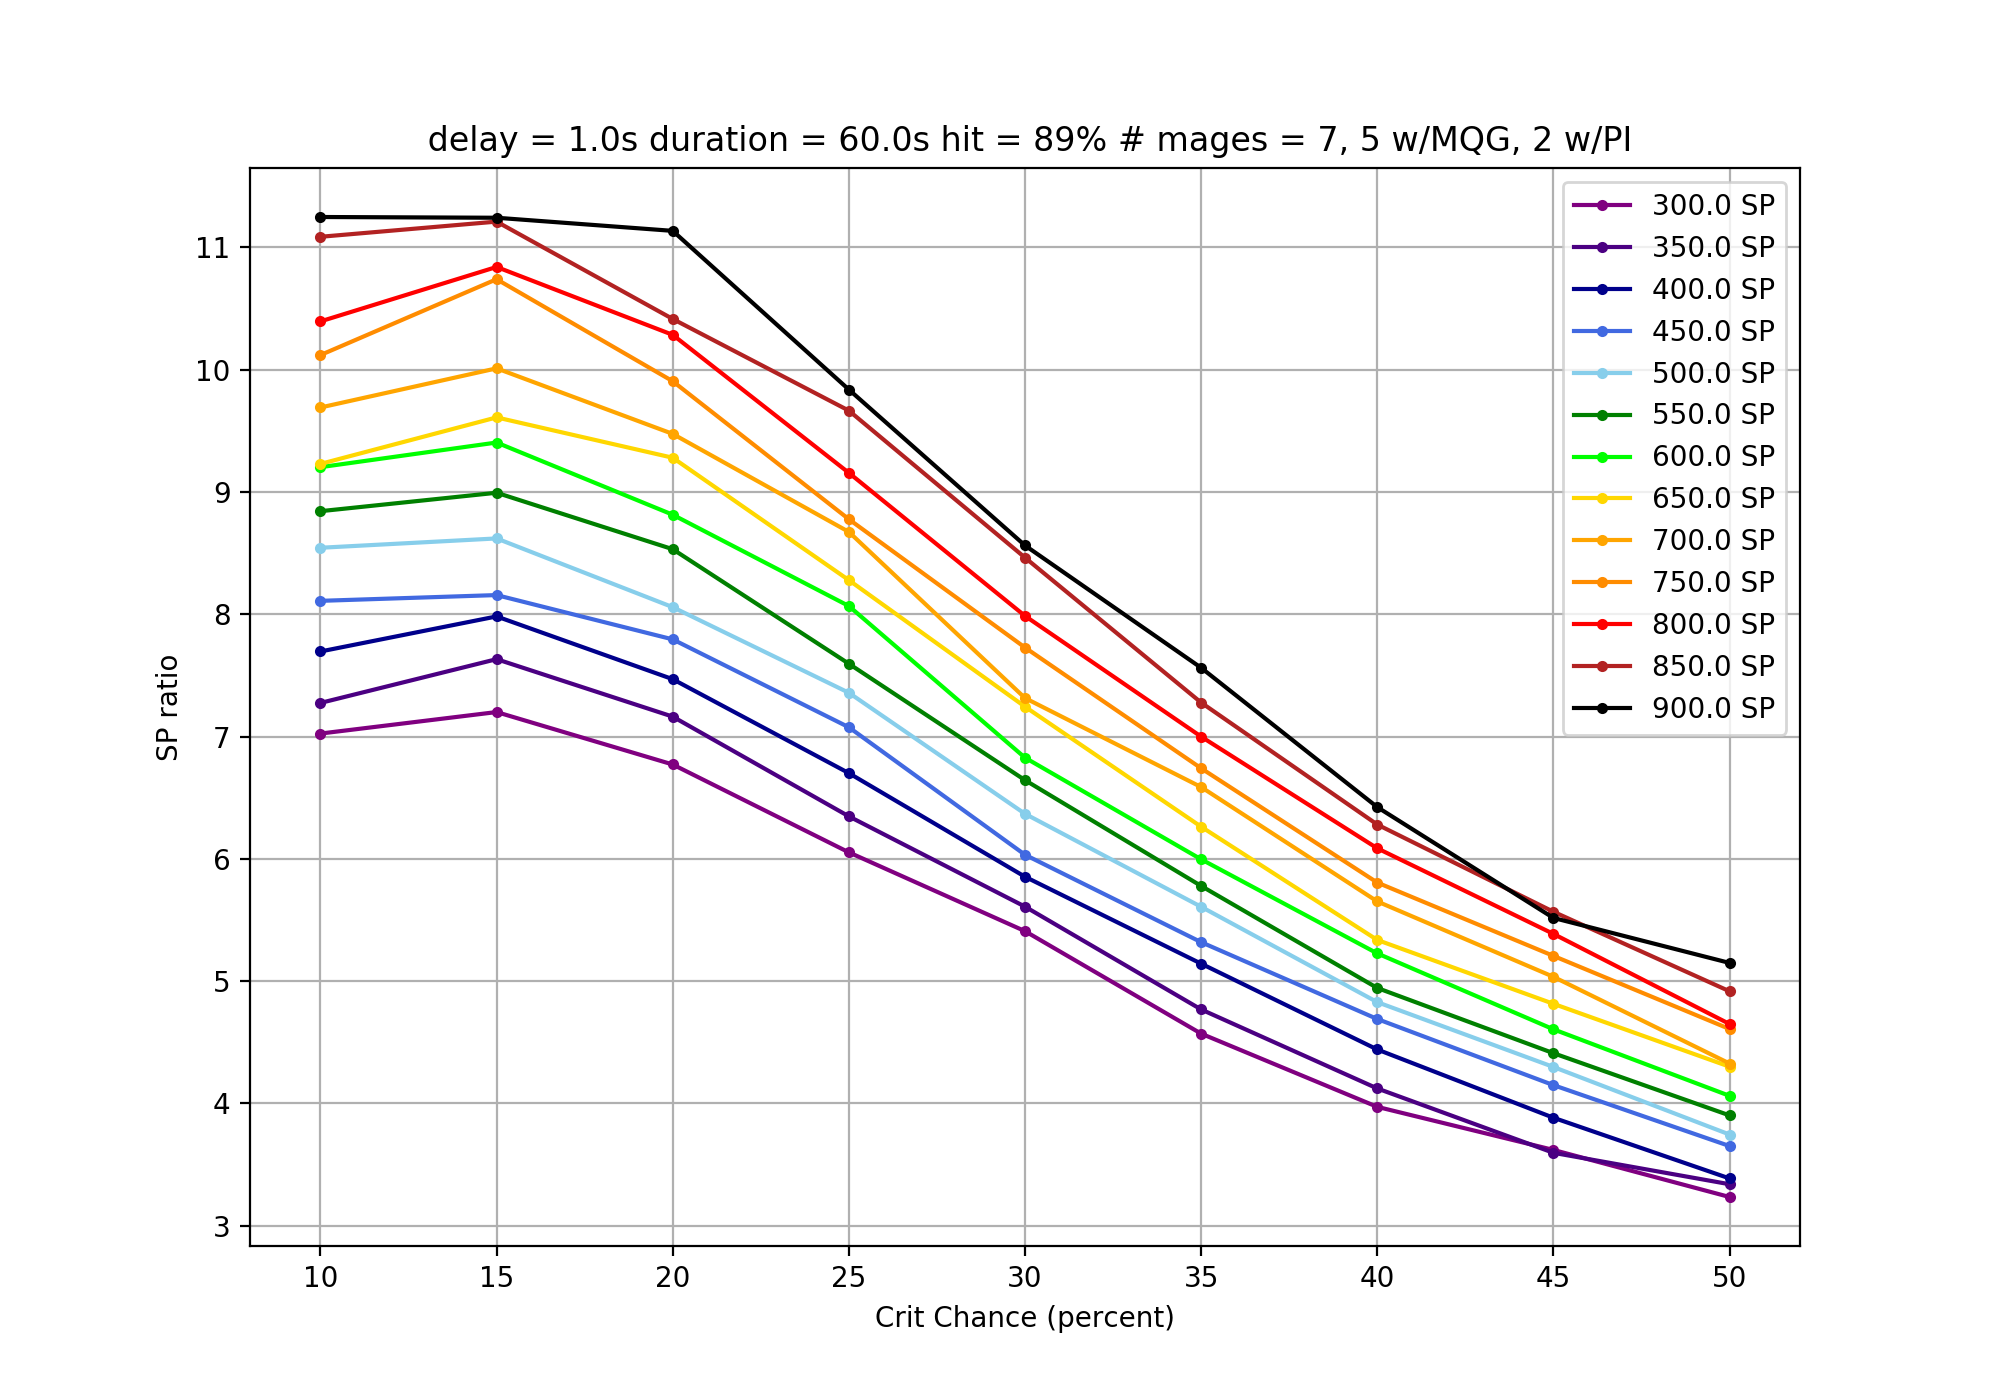 delay = 1.0s duration = 60.0s hit = 89% # mages = 7, 5 w/MQG, 2 w/PI
SP ratio
11
10
9
8
7
6
5
4
3
300.0 SP
350.0 SP
400.0 SP
450.0 SP
500.0 SP
550.0 SP
600.0 SP
650.0 SP
700.0 SP
750.0 SP
800.0 SP
850.0 SP
900.0 SP
10 15 20 25 30 35 40 45 50
Crit Chance (percent)